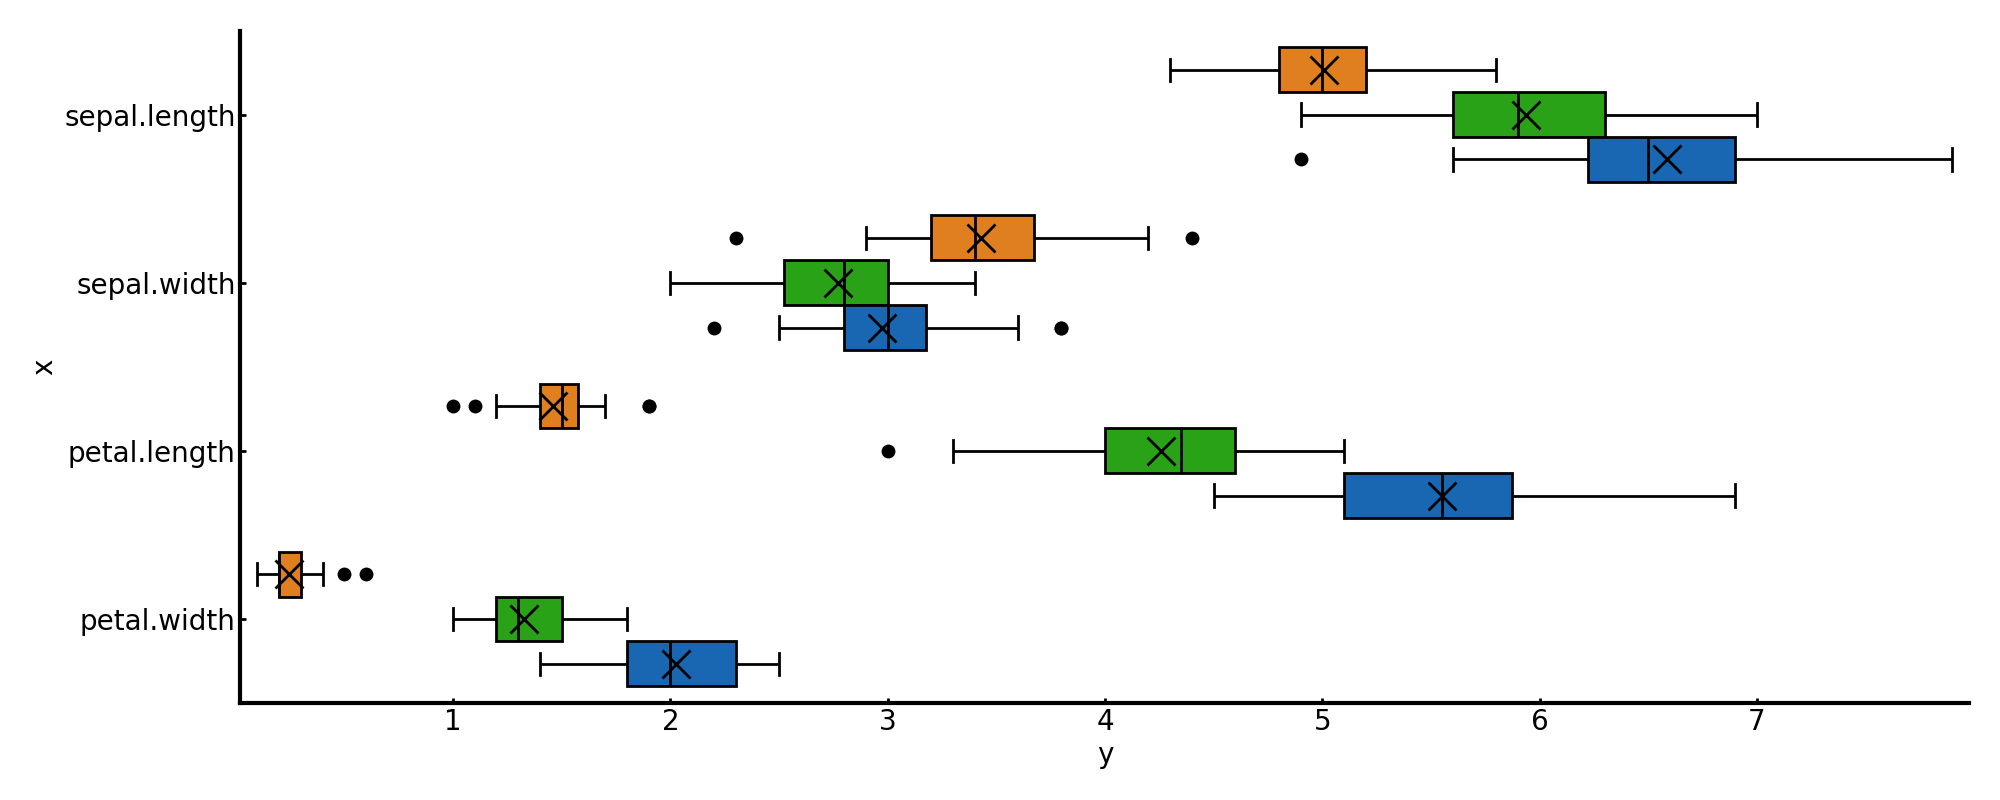 sepal.length
sepal.width
x
petal.length
petal.width
1 2 3 4 5 6 7
y